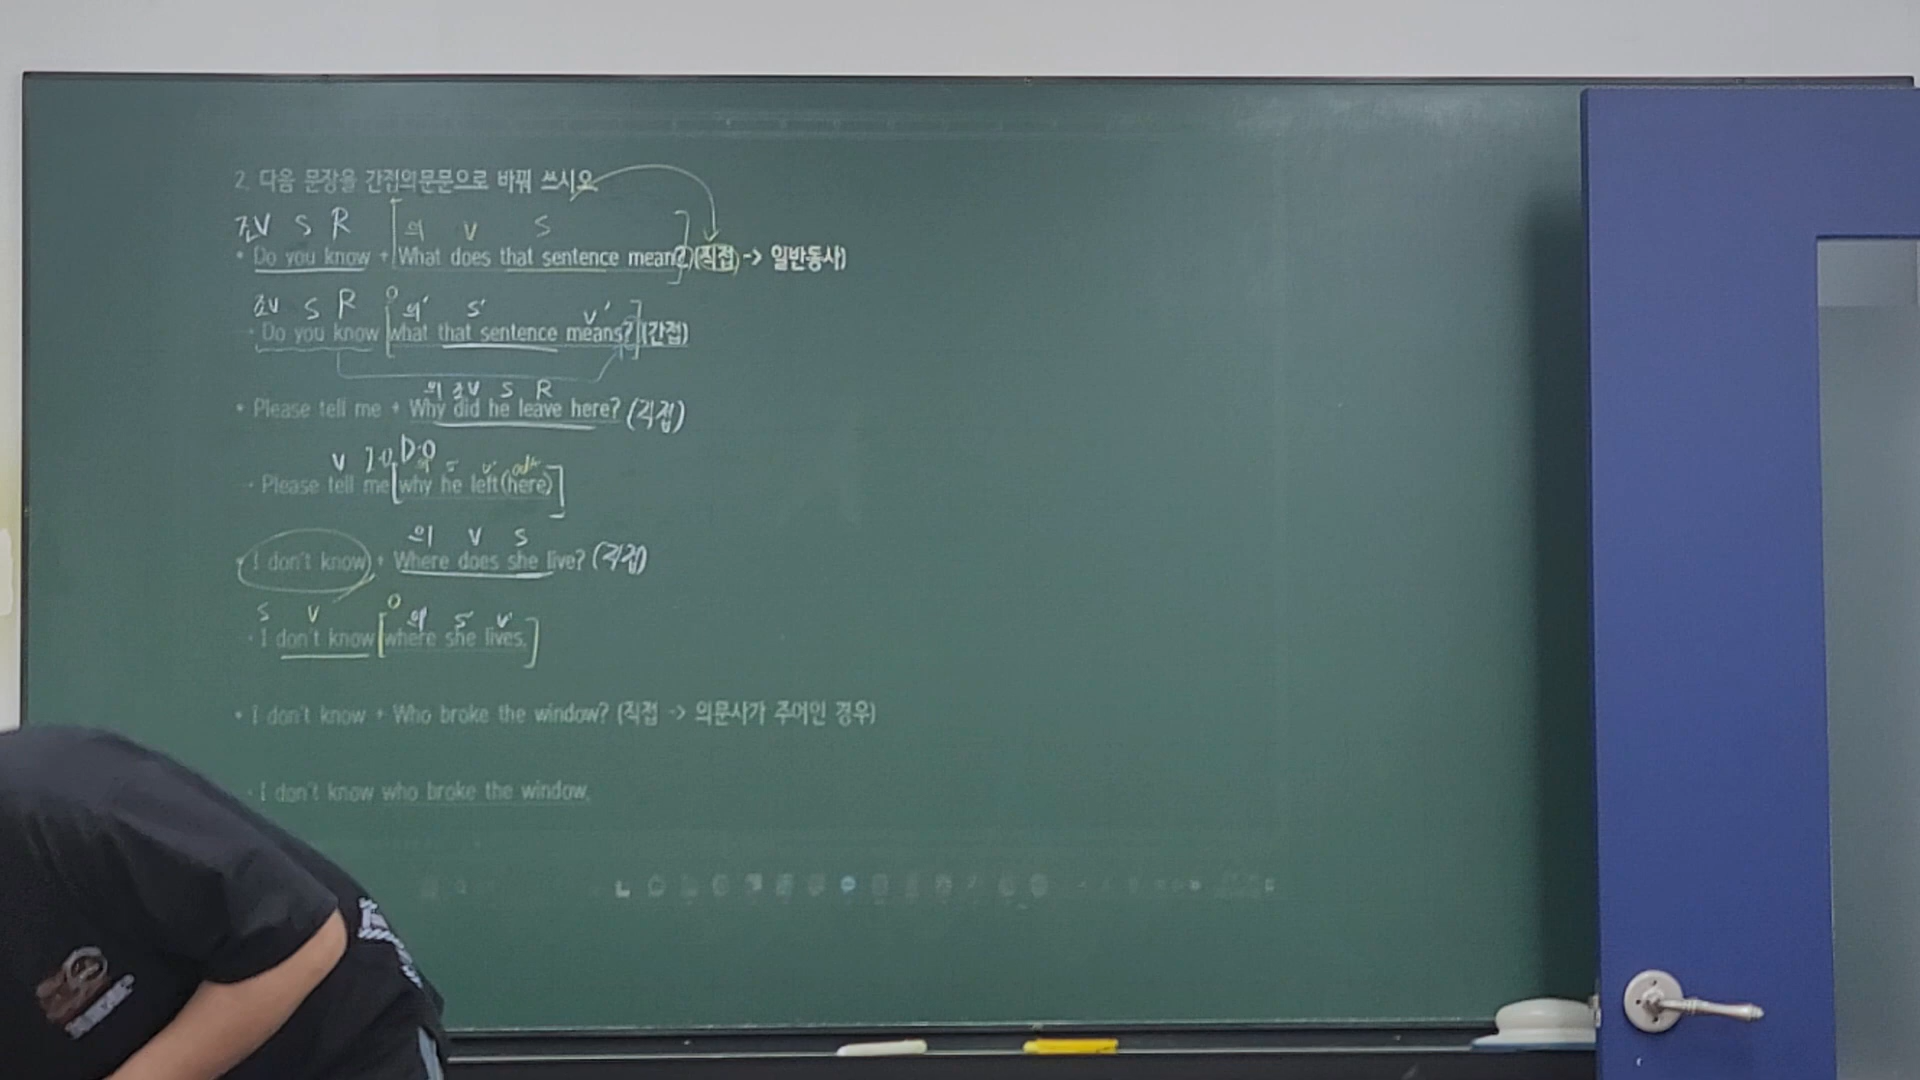 2. 다음 문장을 간접의문문으로 바꿔 쓰시오.
조V S R [의 V S ]
• Do you know + What does that sentence mean? (직접 -> 일반동사)
조V S R O 의' S' V'
· Do you know [what that sentence means?] (간접)
의 조V S R
• Please tell me + Why did he leave here? (직접)
V I·O D·O 의' S' V'
· Please tell me [why he left (here)]
의 V S
• I don't know + Where does she live? (직접)
S V O 의' S' V'
· I don't know [where she lives.]
• I don't know + Who broke the window? (직접 -> 의문사가 주어인 경우)
· I don't know who broke the window.